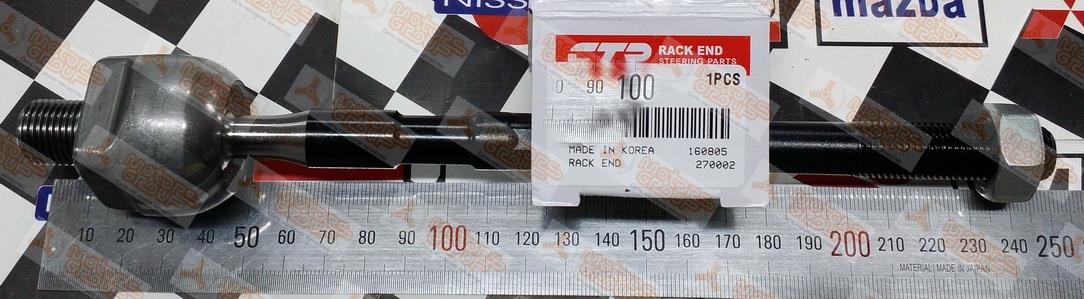 NISS
mazDa
CTR RACK END
STEERING PARTS
0 90 100 1PCS
MADE IN KOREA 160805
RACK END 270002
10 20 30 40 50 60 70 80 90 100 110 120 130 140 150 160 170 180 190 200 210 220 230 240 250
MATERIAL MADE IN JAPAN